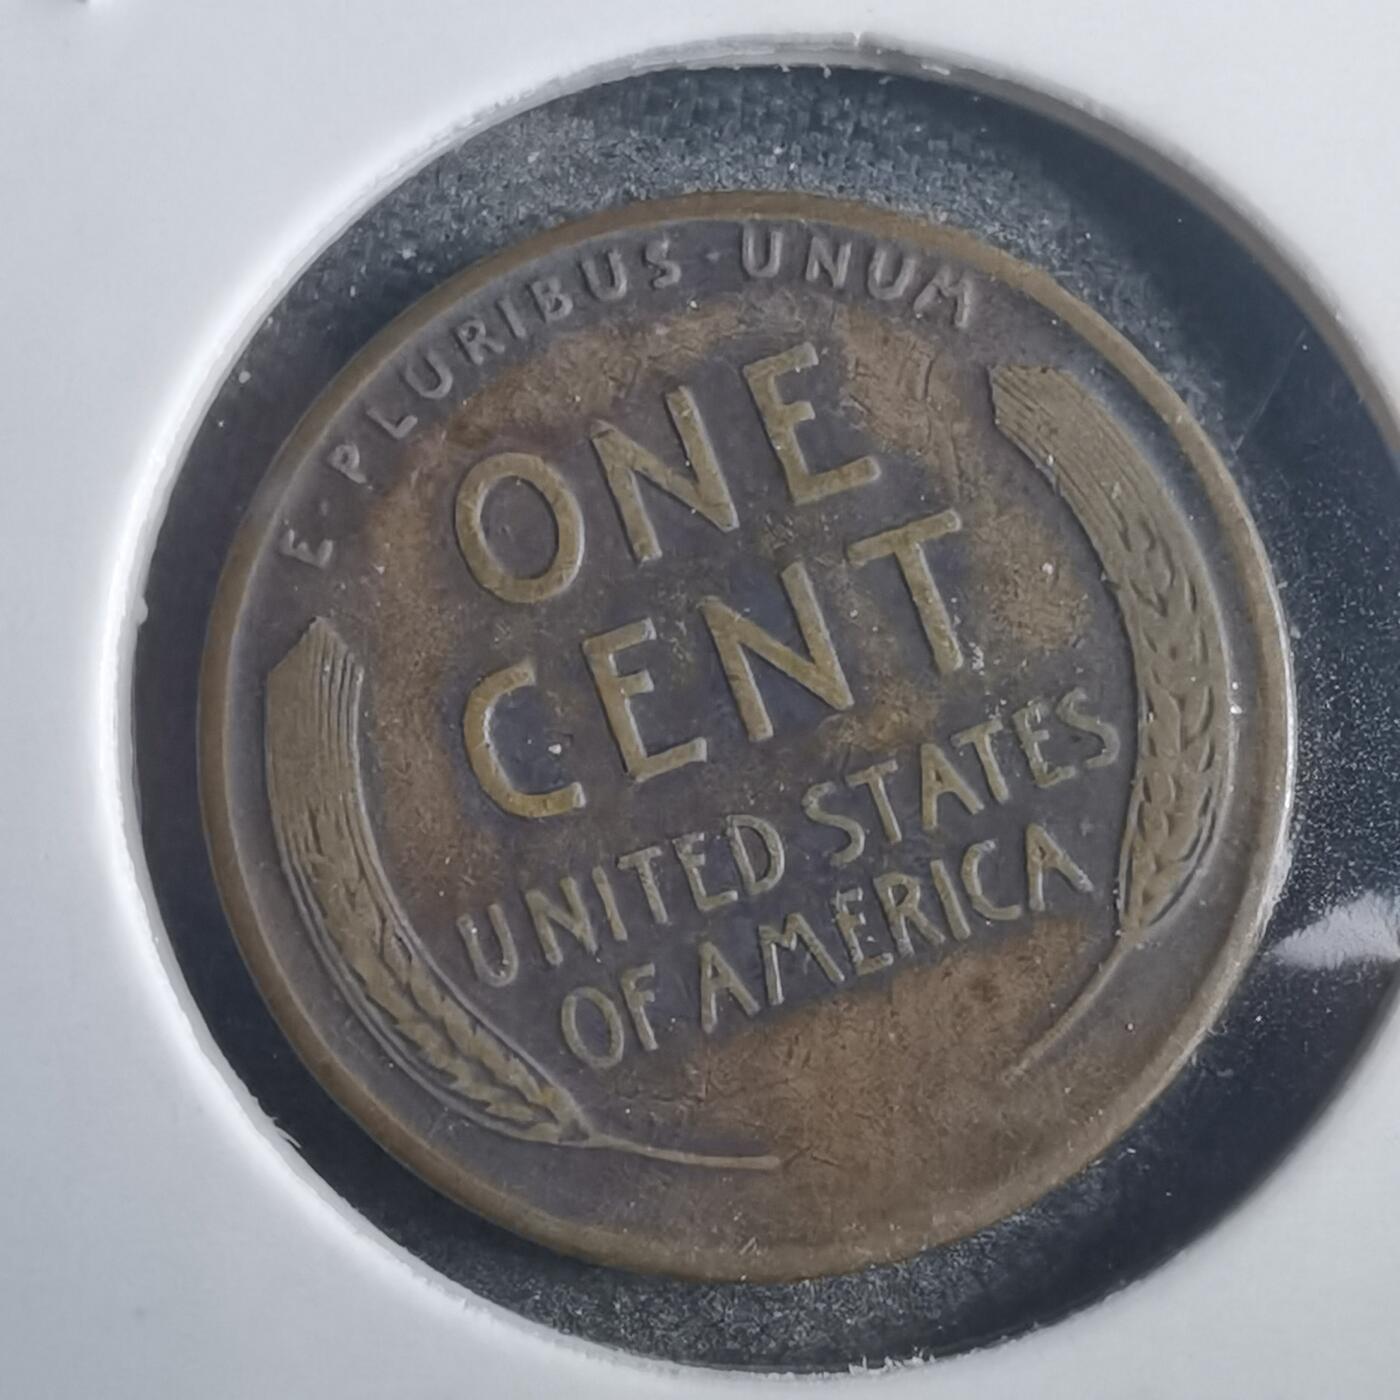 E · PLURIBUS · UNUM
ONE
CENT
UNITED STATES
OF AMERICA